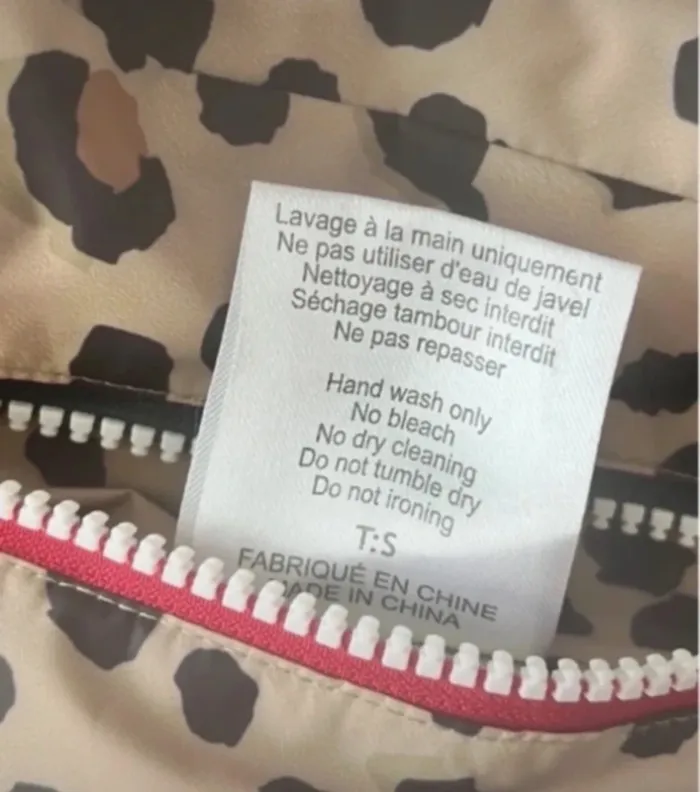 Lavage à la main uniquement
Ne pas utiliser d'eau de javel
Nettoyage à sec interdit
Séchage tambour interdit
Ne pas repasser
Hand wash only
No bleach
No dry cleaning
Do not tumble dry
Do not ironing
T:S
FABRIQUÉ EN CHINE
MADE IN CHINA